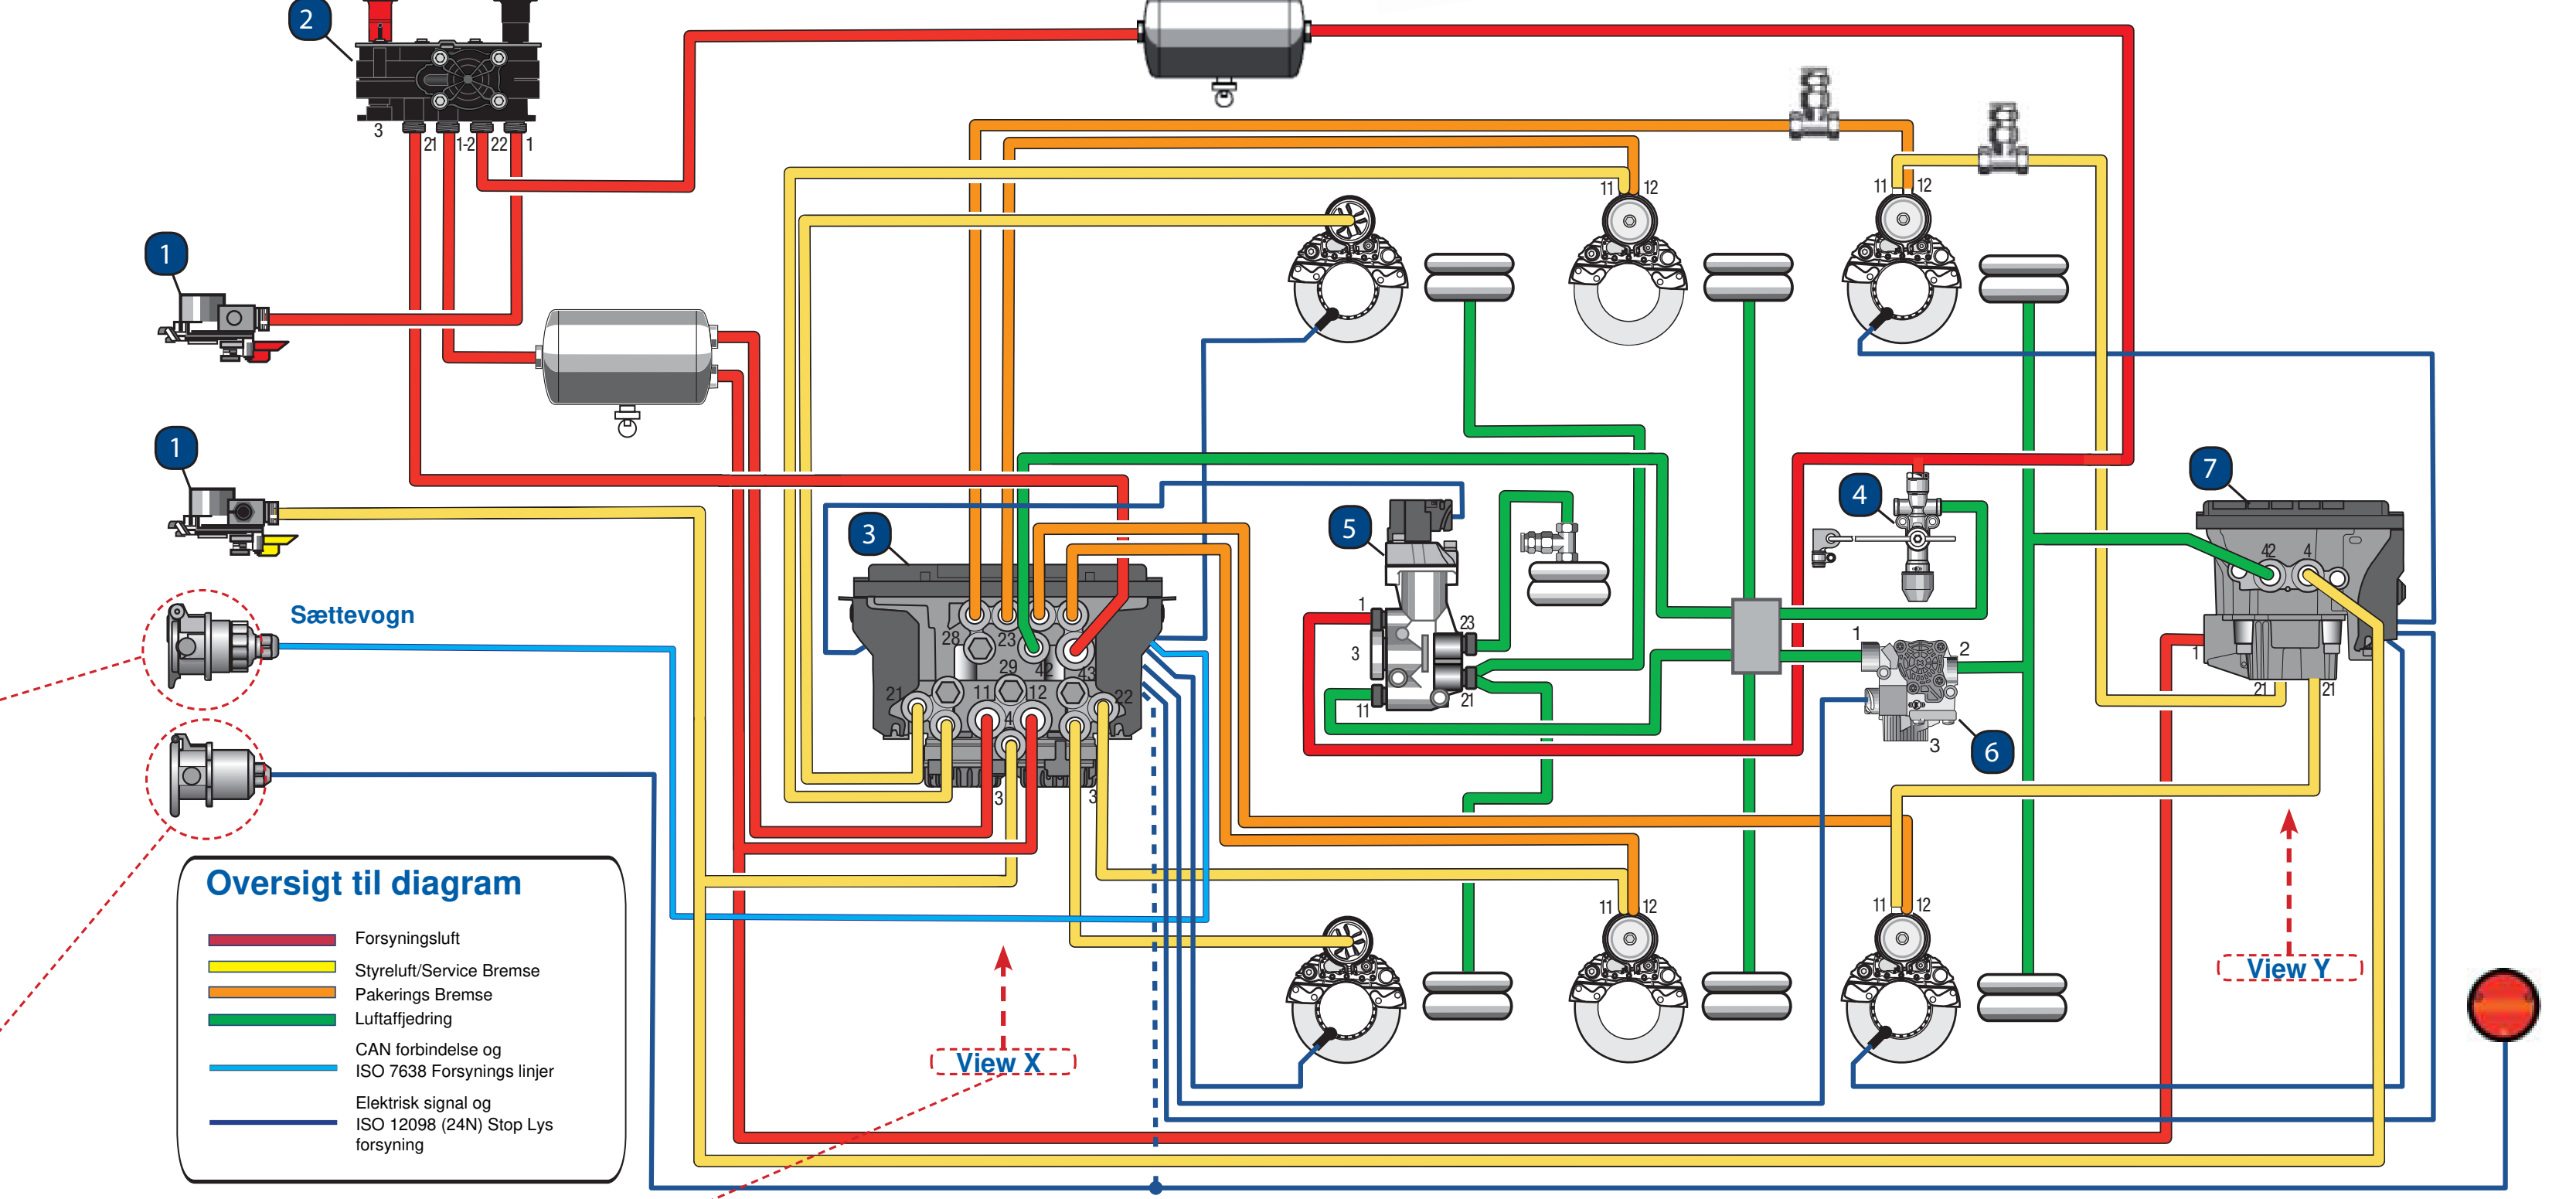 2
3 21 1-2 22 1
11 12
11 12
1
1
7
4
5
3
42 4
Sættevogn
1
23
28 23
1 2
3
42
29
43
1
21 11 12 22
11 21
21 21
4
3
6
3 3
Oversigt til diagram
Forsyningsluft
Styreluft/Service Bremse
Pakerings Bremse
Luftaffjedring
CAN forbindelse og
ISO 7638 Forsynings linjer
Elektrisk signal og
ISO 12098 (24N) Stop Lys
forsyning
11 12
11 12
View X
View Y